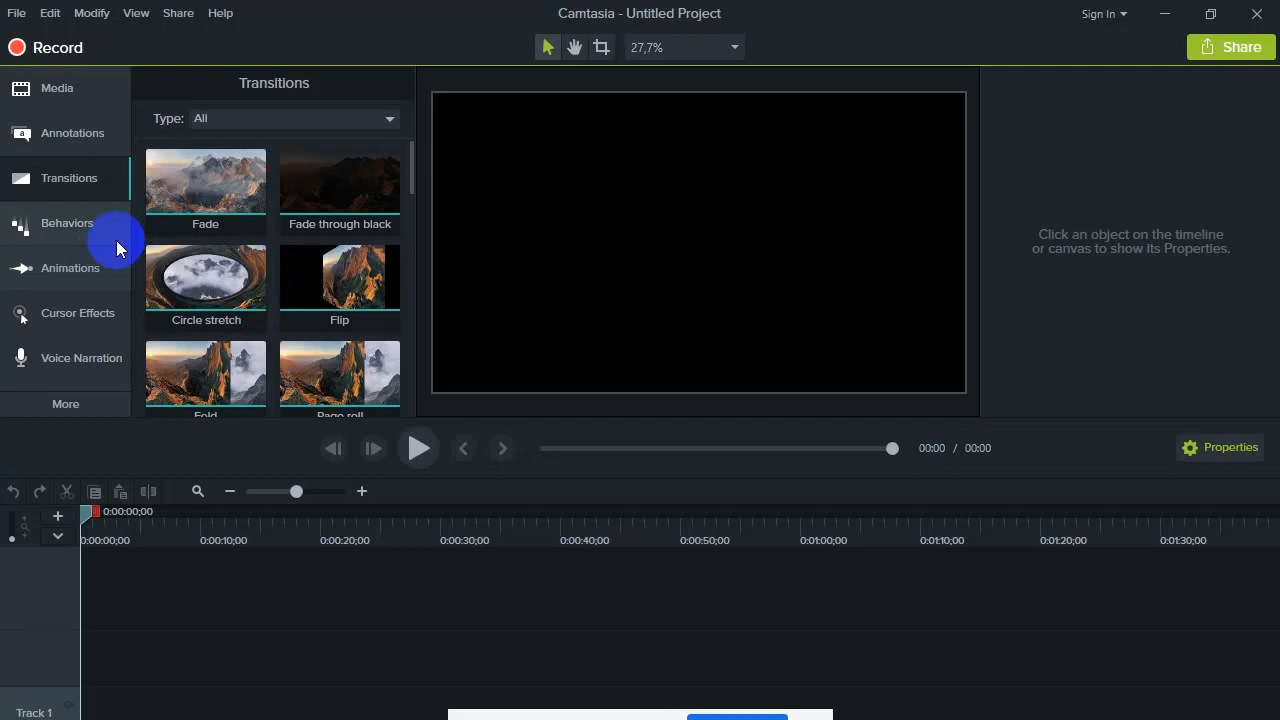 File Edit Modify View Share Help
Camtasia - Untitled Project
Sign In
Record
27,7%
Share
Media
Annotations
Transitions
Behaviors
Animations
Cursor Effects
Voice Narration
More
Transitions
Type: All
Fade
Fade through black
Circle stretch
Flip
Fold
Page roll
Click an object on the timeline
or canvas to show its Properties.
00:00 / 00:00
Properties
0:00:00;00
0:00:00;00 0:00:10;00 0:00:20;00 0:00:30;00 0:00:40;00 0:00:50;00 0:01:00;00 0:01:10;00 0:01:20;00 0:01:30;00
Track 1